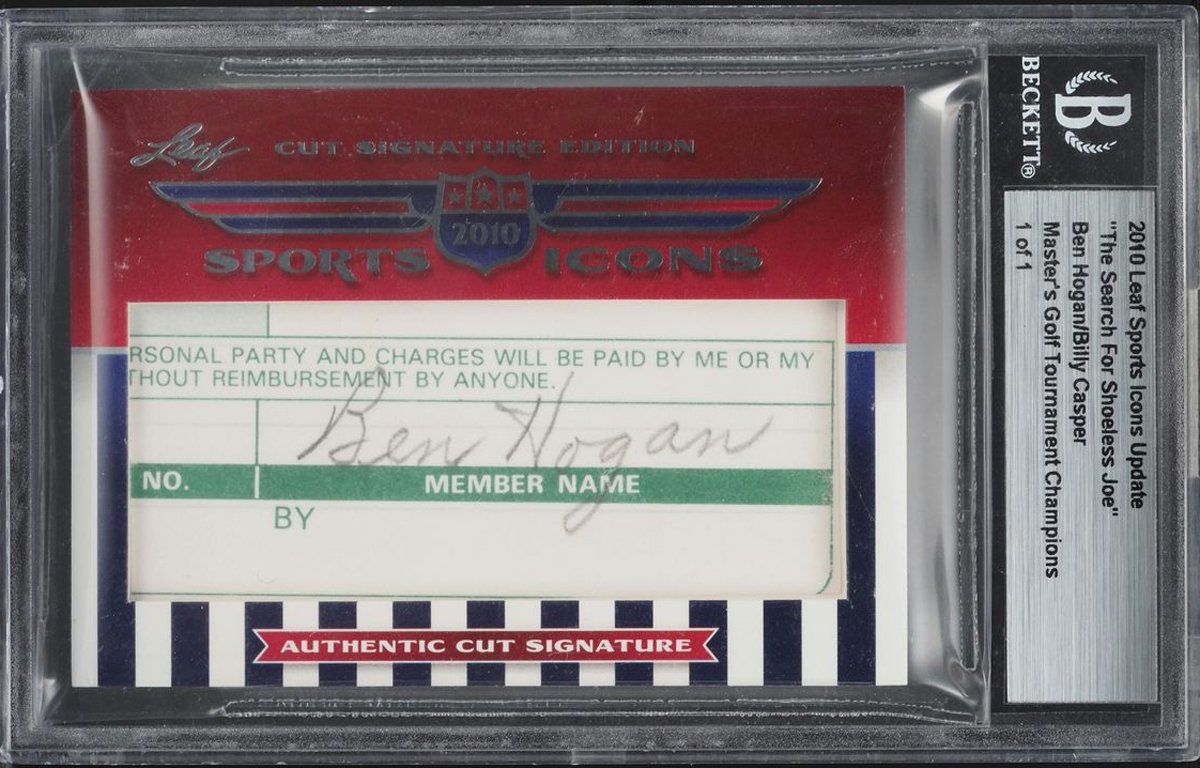 Leaf CUT SIGNATURE EDITION
2010
SPORTS ICONS
RSONAL PARTY AND CHARGES WILL BE PAID BY ME OR MY
THOUT REIMBURSEMENT BY ANYONE.
Ben Hogan
NO. MEMBER NAME
BY
AUTHENTIC CUT SIGNATURE
B
BECKETT®
2010 Leaf Sports Icons Update
"The Search For Shoeless Joe"
Ben Hogan/Billy Casper
Master's Golf Tournament Champions
1 of 1